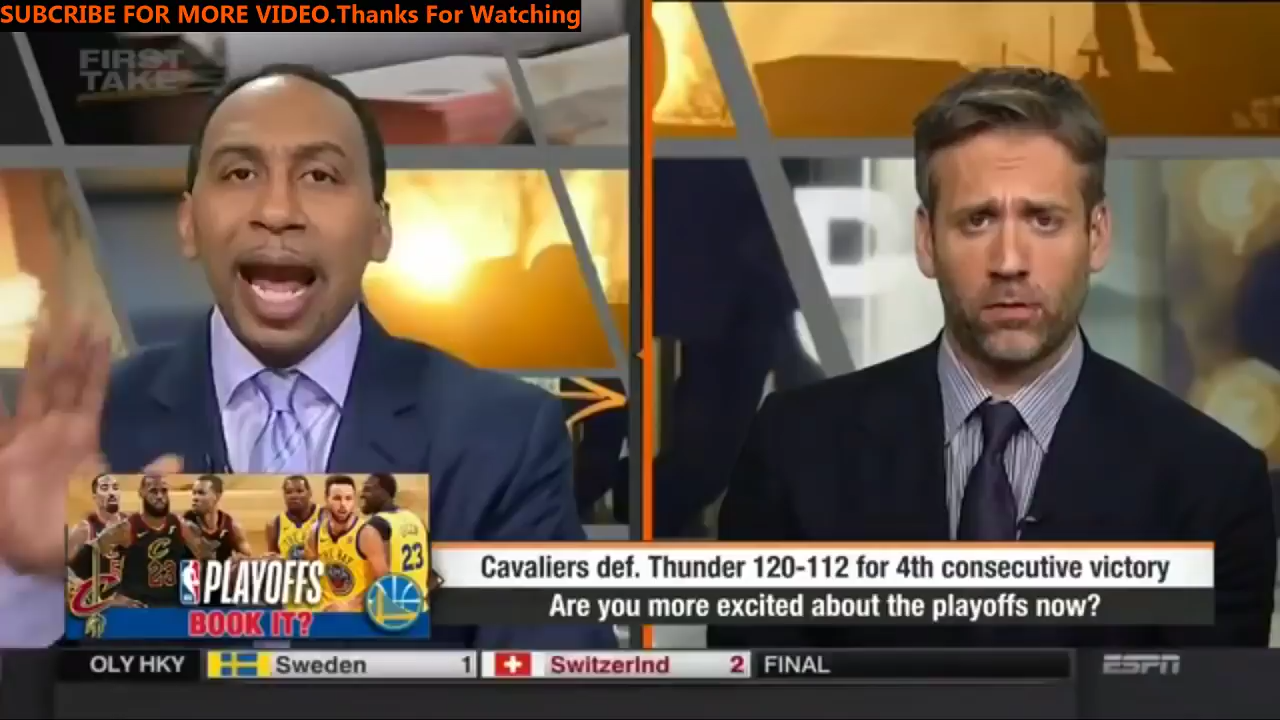 SUBCRIBE FOR MORE VIDEO.Thanks For Watching
FIRST
TAKE
23
23
NBA PLAYOFFS
BOOK IT?
Cavaliers def. Thunder 120-112 for 4th consecutive victory
Are you more excited about the playoffs now?
OLY HKY Sweden 1 Switzerlnd 2 FINAL ESPN